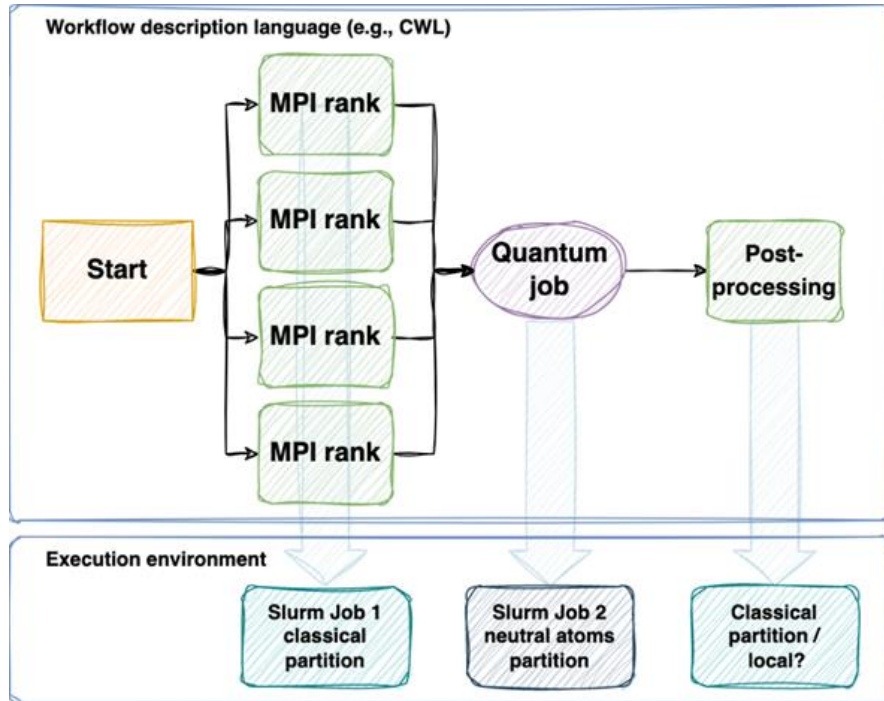 Workflow description language (e.g., CWL)
MPI rank
MPI rank
MPI rank
MPI rank
Start
Quantum
job
Post-
processing
Execution environment
Slurm Job 1
classical
partition
Slurm Job 2
neutral atoms
partition
Classical
partition /
local?